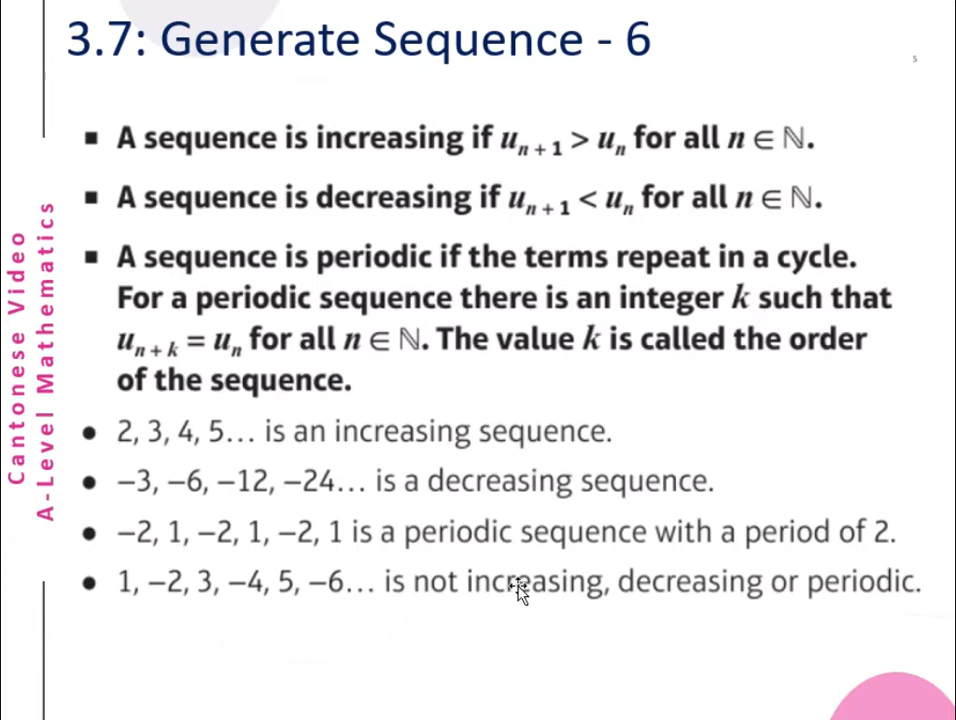 3.7: Generate Sequence - 6
5
▪ A sequence is increasing if uₙ₊₁ > uₙ for all n ∈ ℕ.
▪ A sequence is decreasing if uₙ₊₁ < uₙ for all n ∈ ℕ.
▪ A sequence is periodic if the terms repeat in a cycle.
For a periodic sequence there is an integer k such that
uₙ₊ₖ = uₙ for all n ∈ ℕ. The value k is called the order
of the sequence.
• 2, 3, 4, 5… is an increasing sequence.
• −3, −6, −12, −24… is a decreasing sequence.
• −2, 1, −2, 1, −2, 1 is a periodic sequence with a period of 2.
• 1, −2, 3, −4, 5, −6… is not increasing, decreasing or periodic.
Cantonese Video
A-Level Mathematics